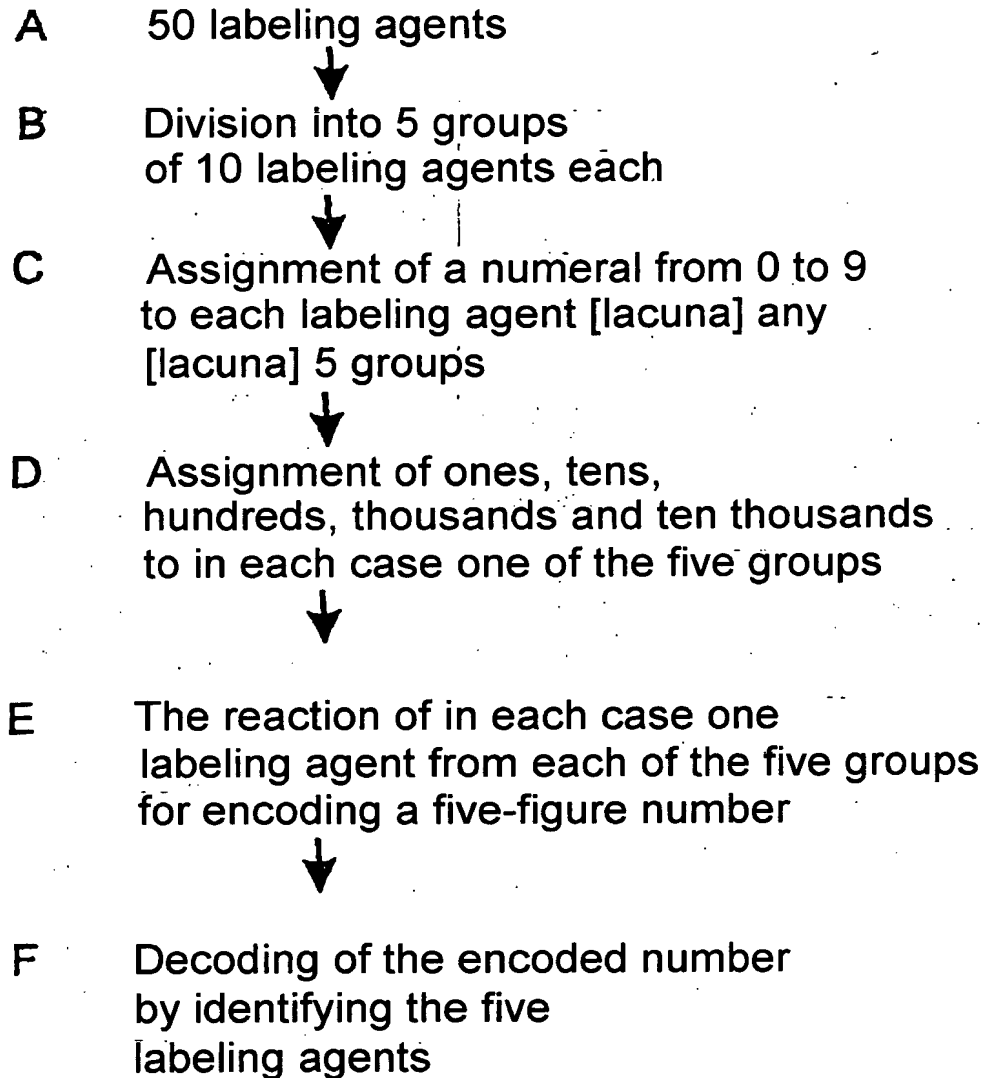 A 50 labeling agents
B Division into 5 groups
of 10 labeling agents each
C Assignment of a numeral from 0 to 9
to each labeling agent [lacuna] any
[lacuna] 5 groups
D Assignment of ones, tens,
hundreds, thousands and ten thousands
to in each case one of the five groups
E The reaction of in each case one
labeling agent from each of the five groups
for encoding a five-figure number
F Decoding of the encoded number
by identifying the five
labeling agents